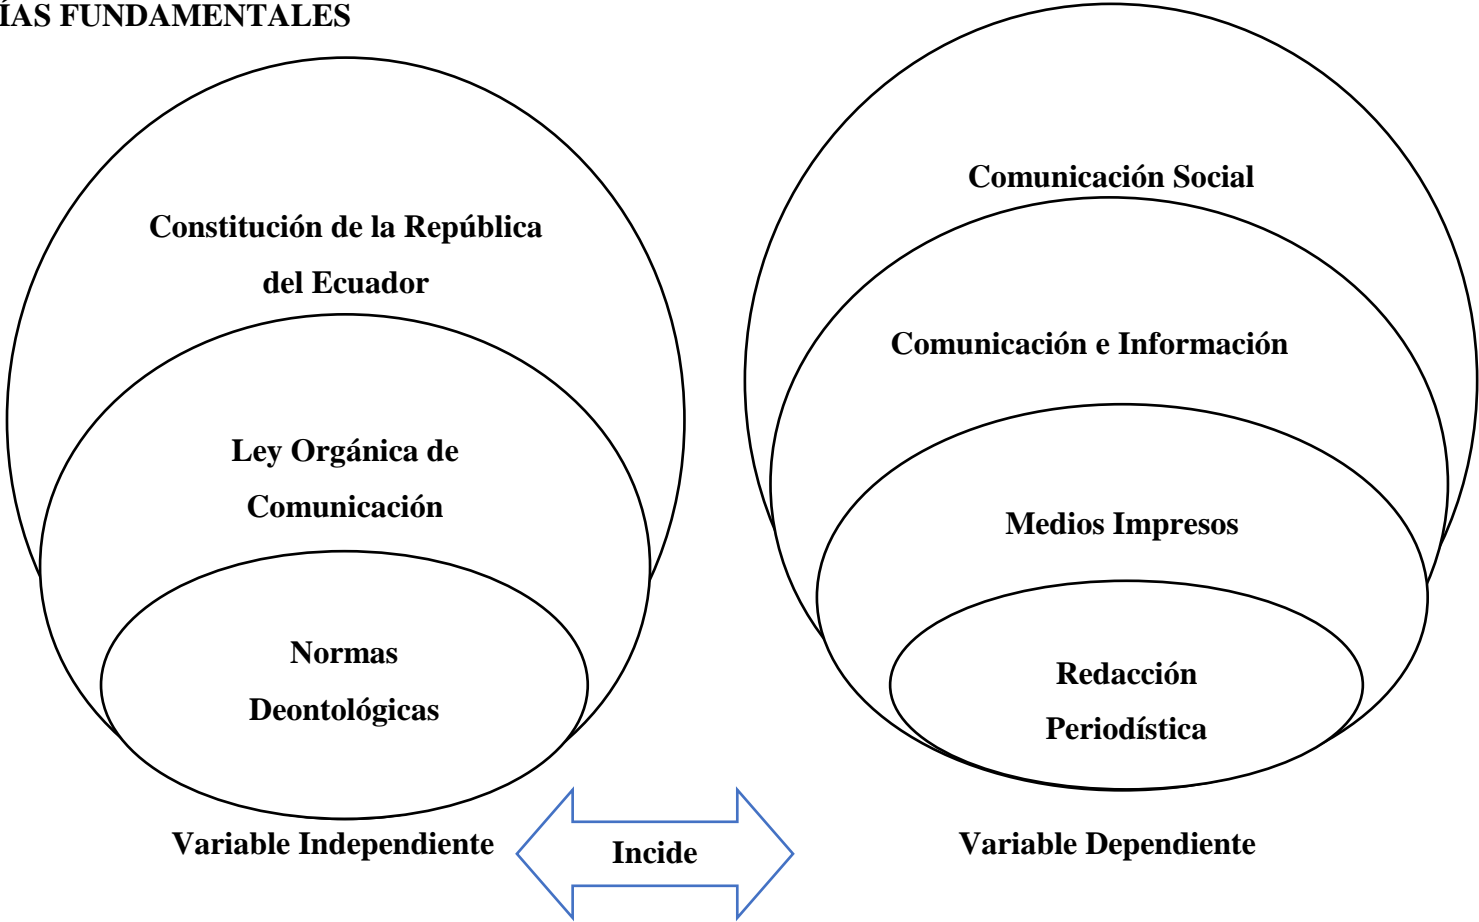 ÍAS FUNDAMENTALES
Constitución de la República
del Ecuador
Ley Orgánica de
Comunicación
Normas
Deontológicas
Variable Independiente
Incide
Comunicación Social
Comunicación e Información
Medios Impresos
Redacción
Periodística
Variable Dependiente